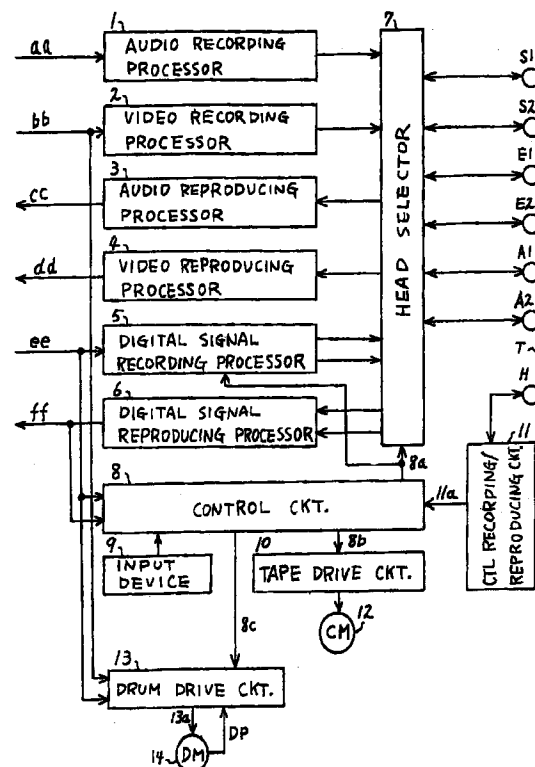 1
7
aa
AUDIO RECORDING
PROCESSOR
S1
2
bb
VIDEO RECORDING
PROCESSOR
S2
3
cc
AUDIO REPRODUCING
PROCESSOR
E1
HEAD SELECTOR
E2
4
dd
VIDEO REPRODUCING
PROCESSOR
A1
5
ee
DIGITAL SIGNAL
RECORDING PROCESSOR
A2
T
6
ff
DIGITAL SIGNAL
REPRODUCING PROCESSOR
H
8a
11
8
CONTROL CKT.
11a
CTL RECORDING/
REPRODUCING CKT.
9
INPUT
DEVICE
10
8b
TAPE DRIVE CKT.
8c
CM
12
13
DRUM DRIVE CKT.
13a
DP
14
DM